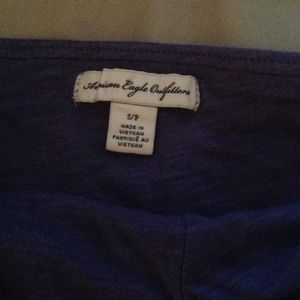 American Eagle Outfitters
S/P
MADE IN
VIETNAM
FABRIQUÉ AU
VIETNAM